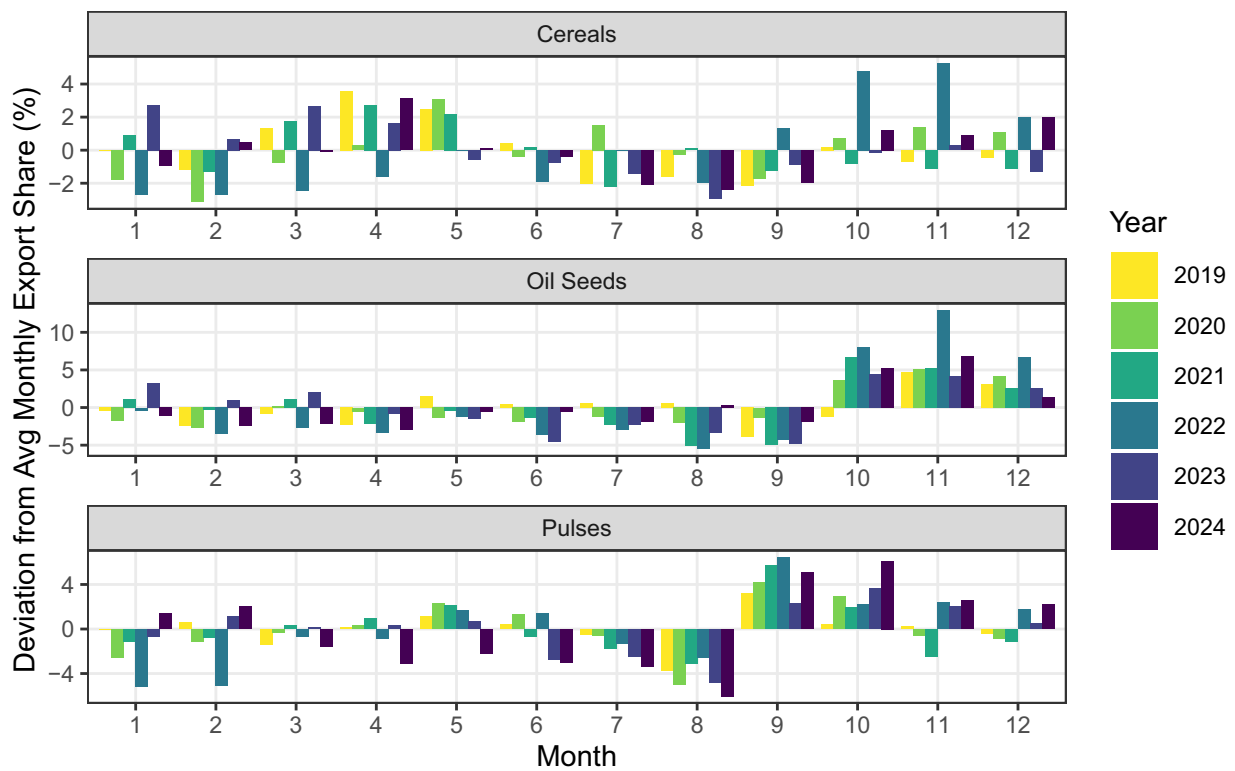 Deviation from Avg Monthly Export Share (%)
Cereals
4
2
0
−2
1 2 3 4 5 6 7 8 9 10 11 12
Oil Seeds
10
5
0
−5
1 2 3 4 5 6 7 8 9 10 11 12
Pulses
4
0
−4
1 2 3 4 5 6 7 8 9 10 11 12
Month
Year
2019
2020
2021
2022
2023
2024